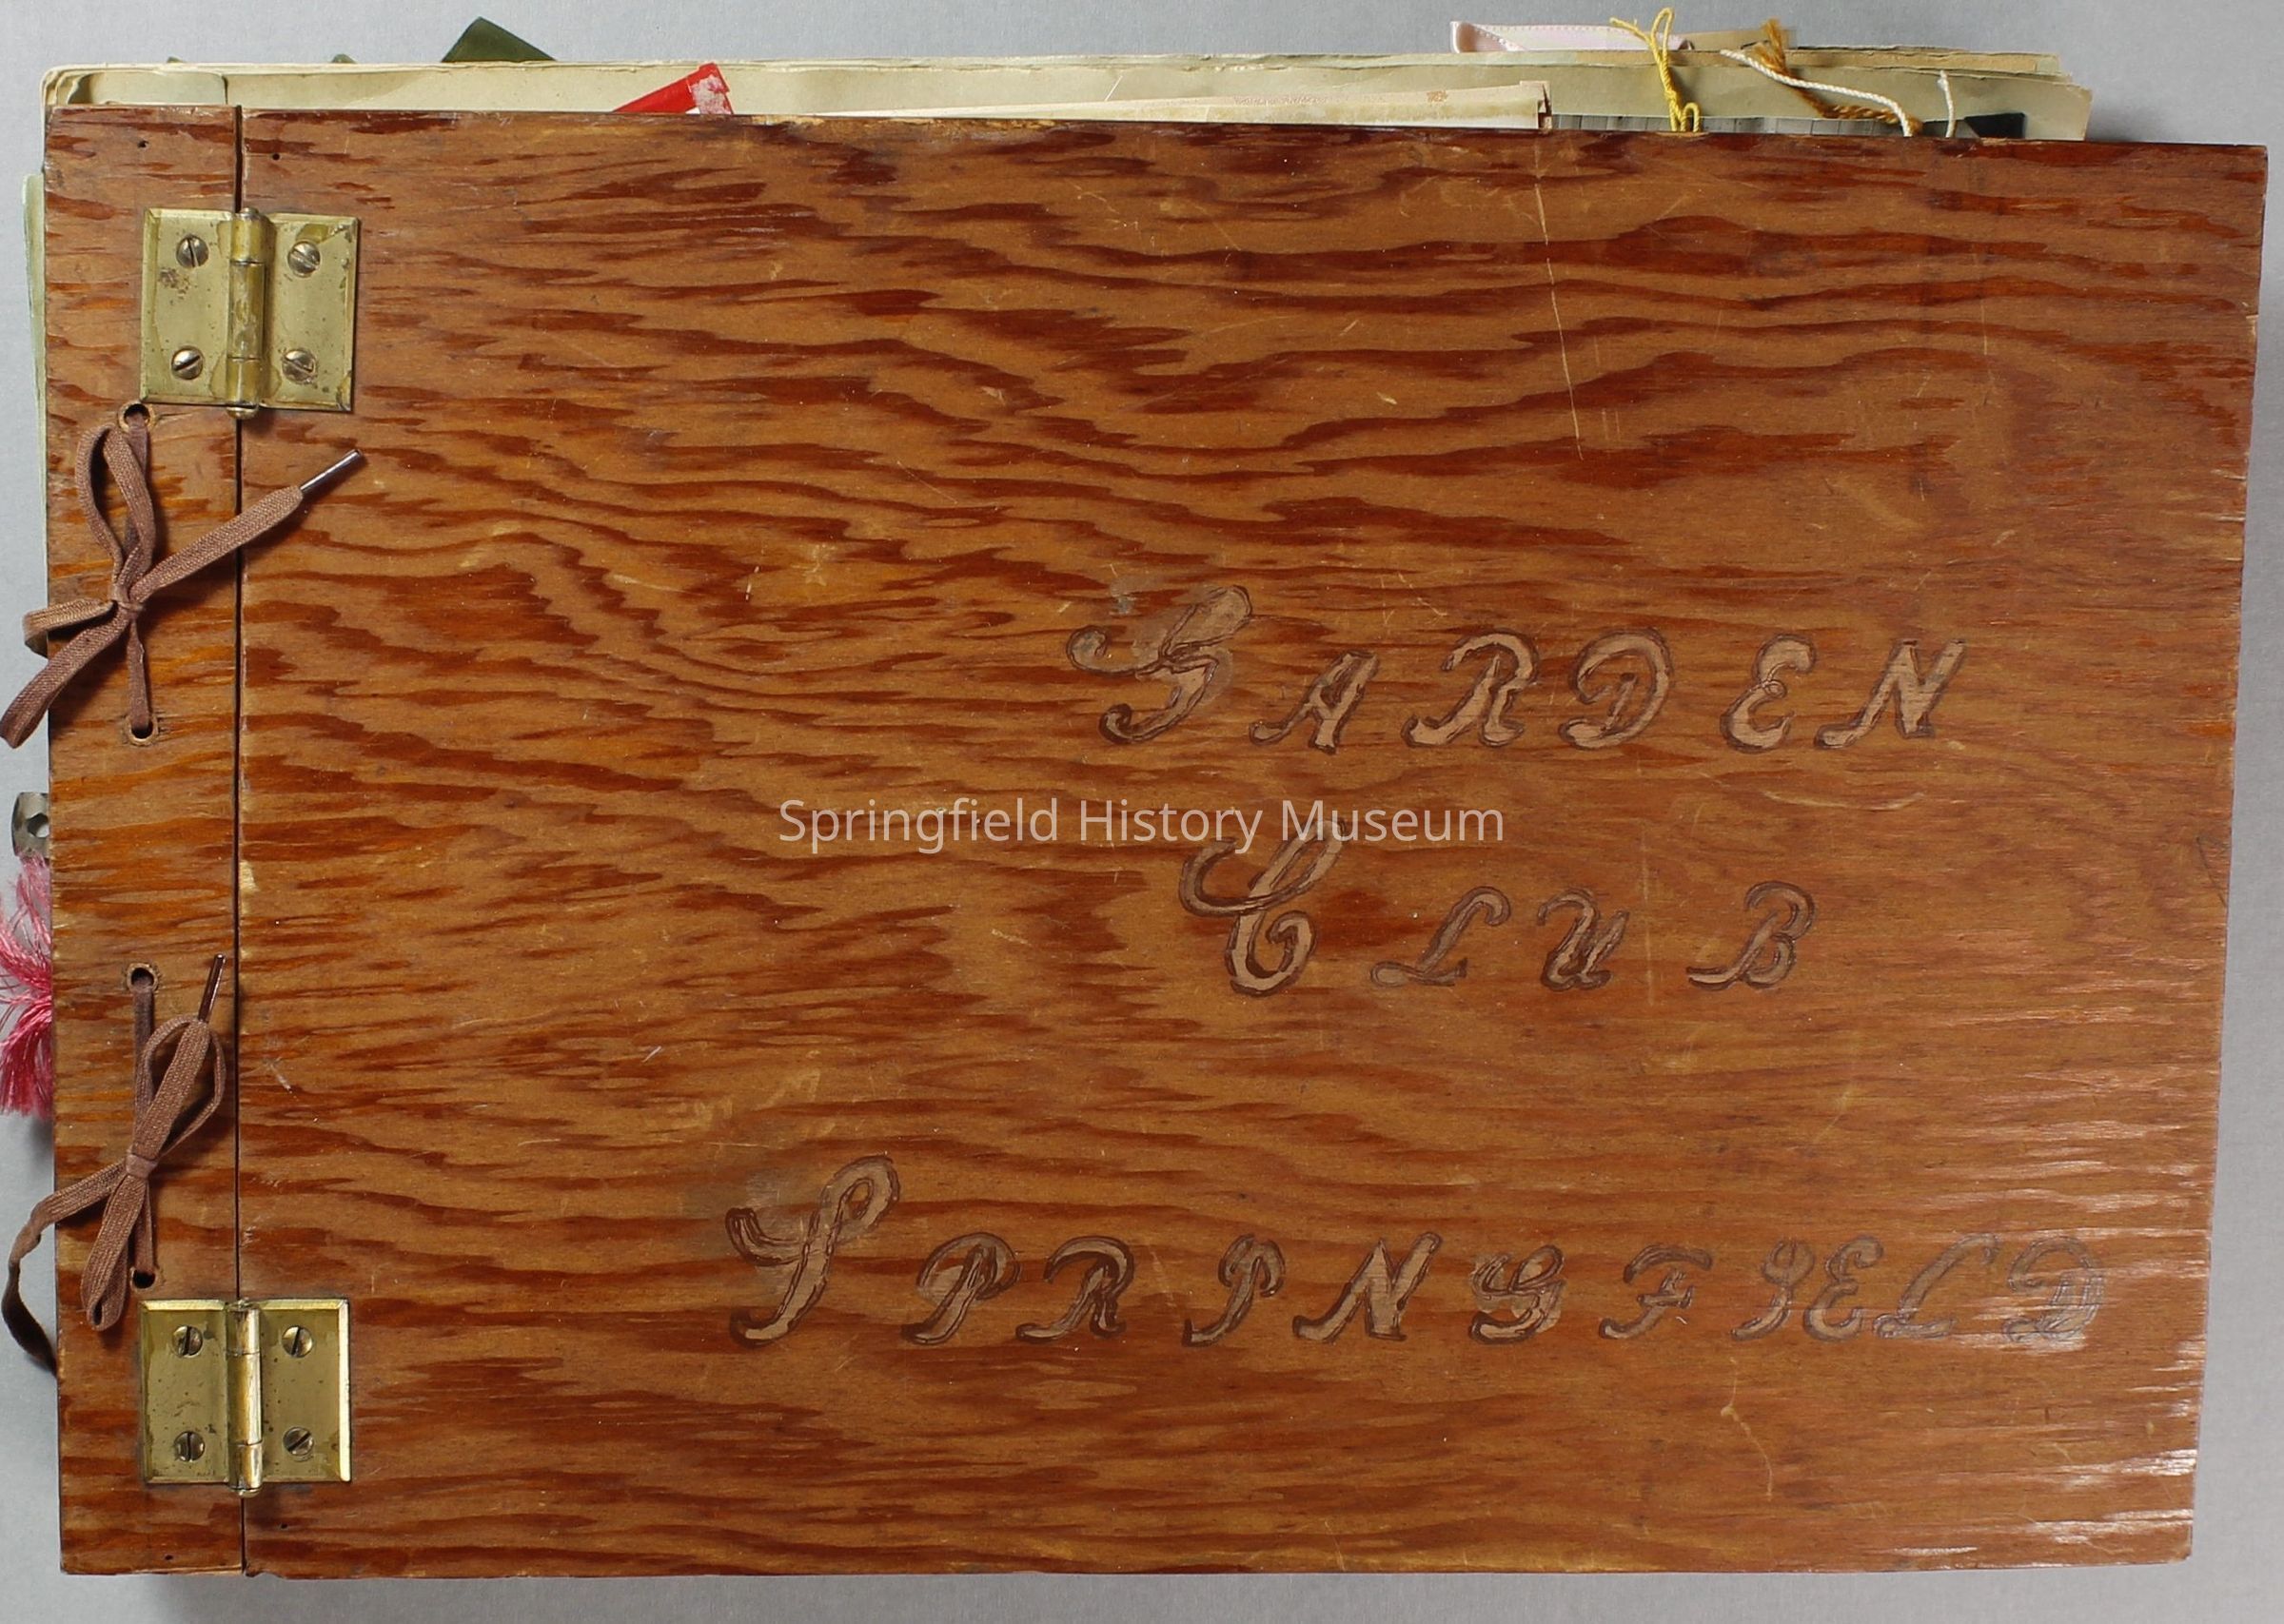 GARDEN
Springfield History Museum
CLUB
SPRINGFIELD